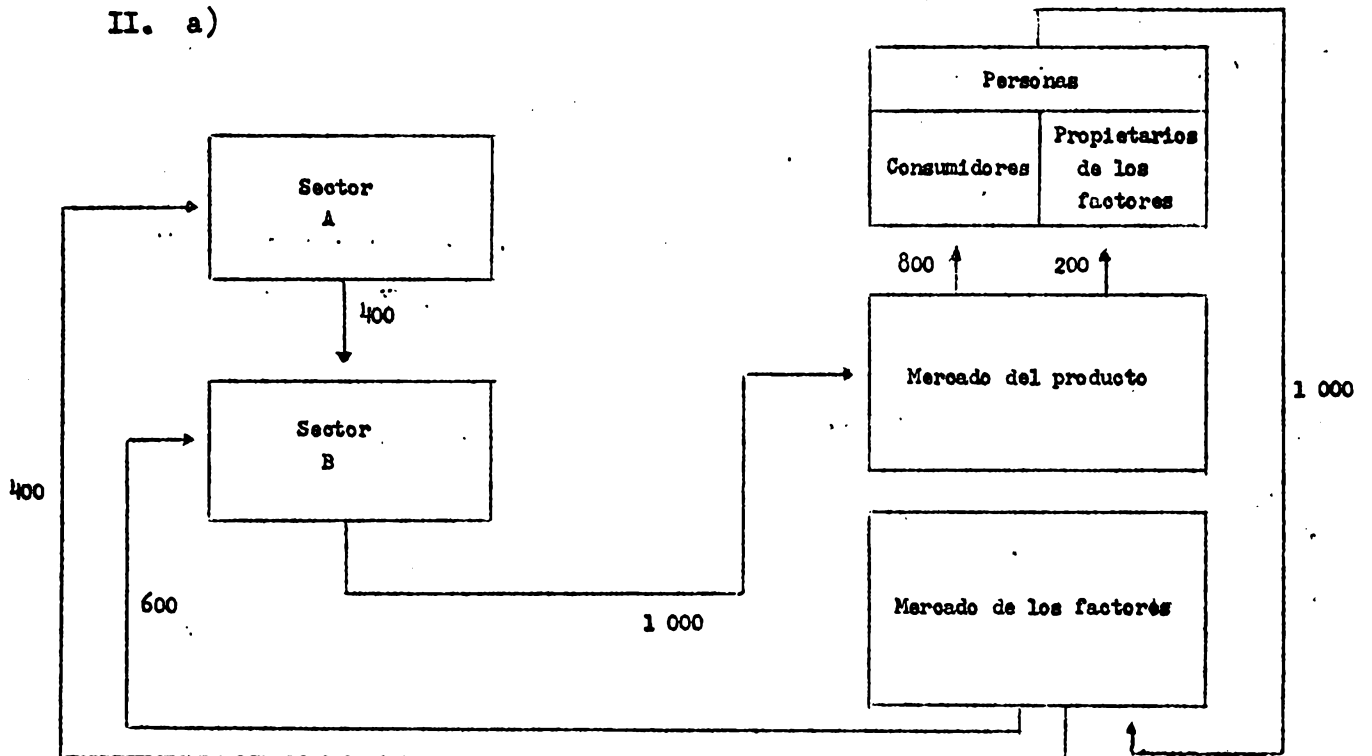 II. a)
Personas
Consumidores
Propietarios
de los
factores
Sector
A
800
200
400
Mercado del producto
1 000
Sector
B
400
600
1 000
Mercado de los factores